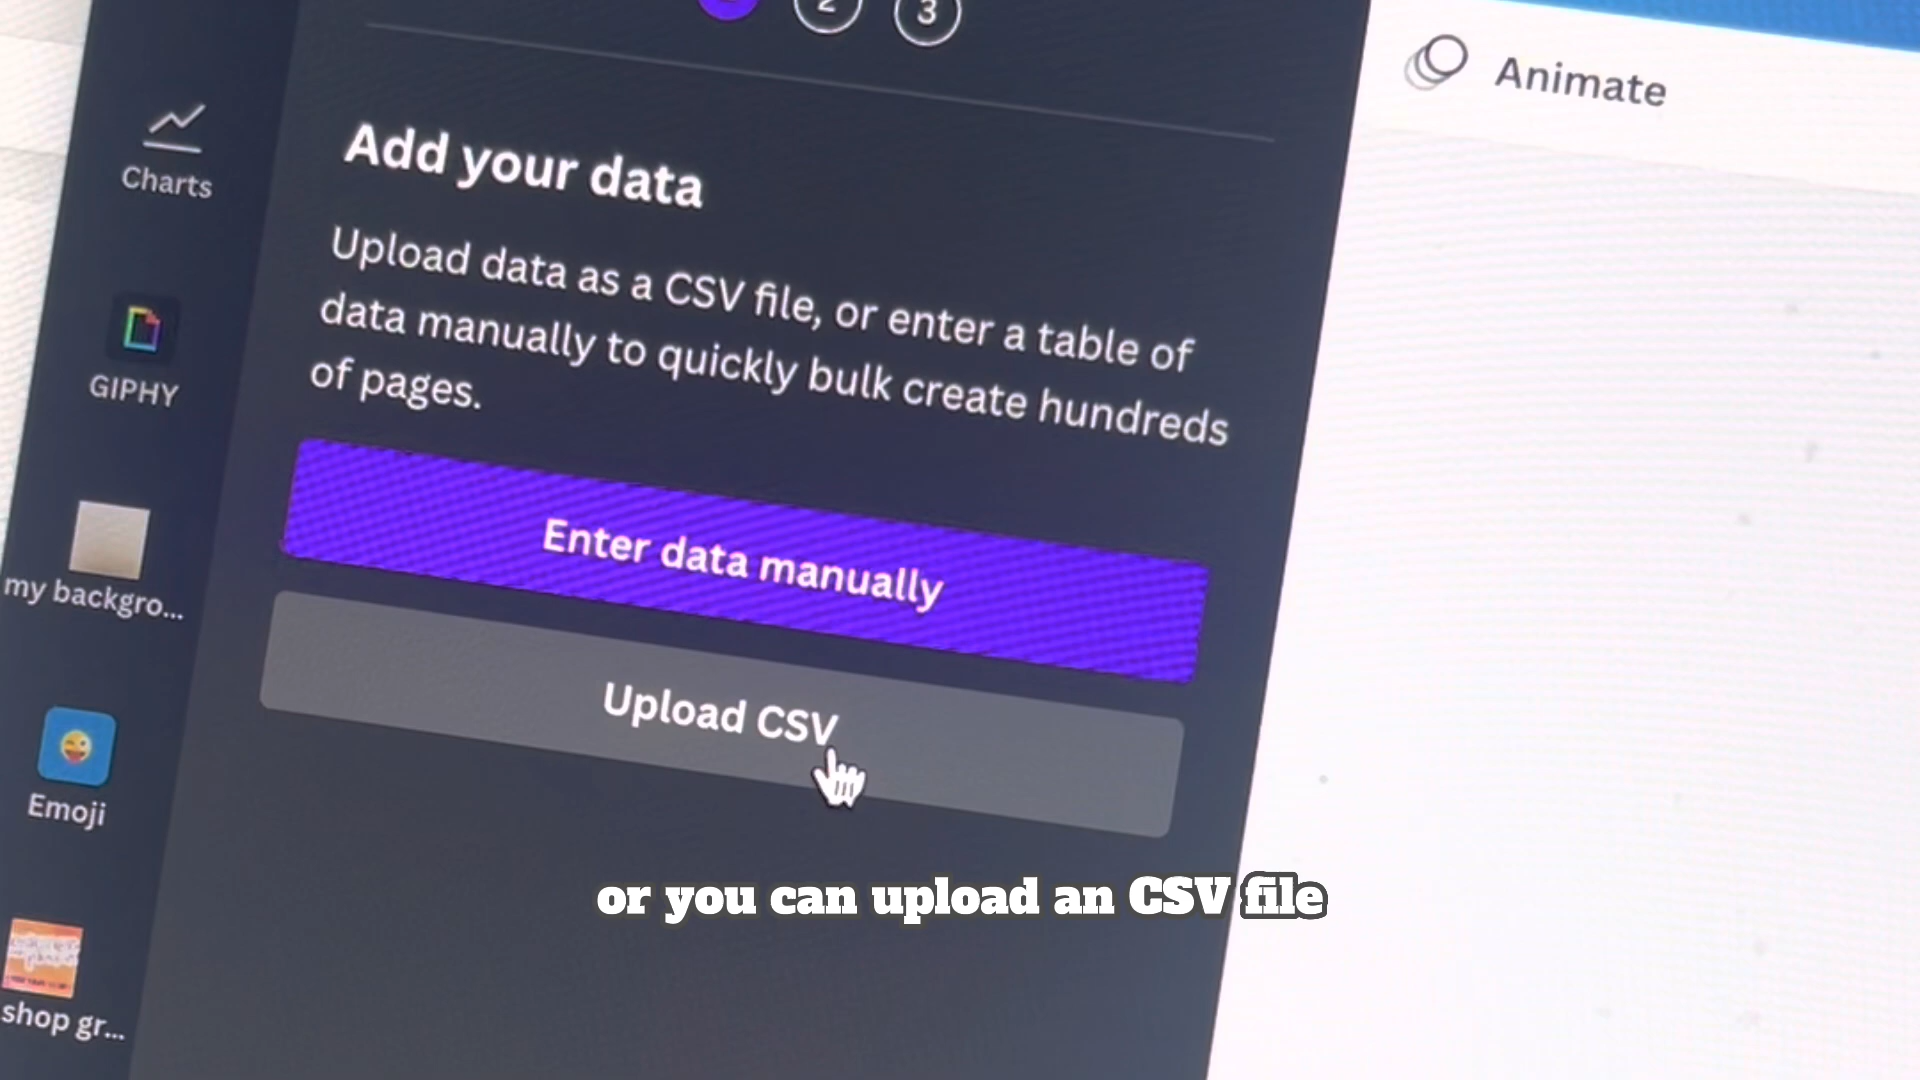 2
3
Animate
Charts
Add your data
Upload data as a CSV file, or enter a table of
data manually to quickly bulk create hundreds
of pages.
GIPHY
Enter data manually
my backgro...
Upload CSV
Emoji
or you can upload an CSV file
shop gr...